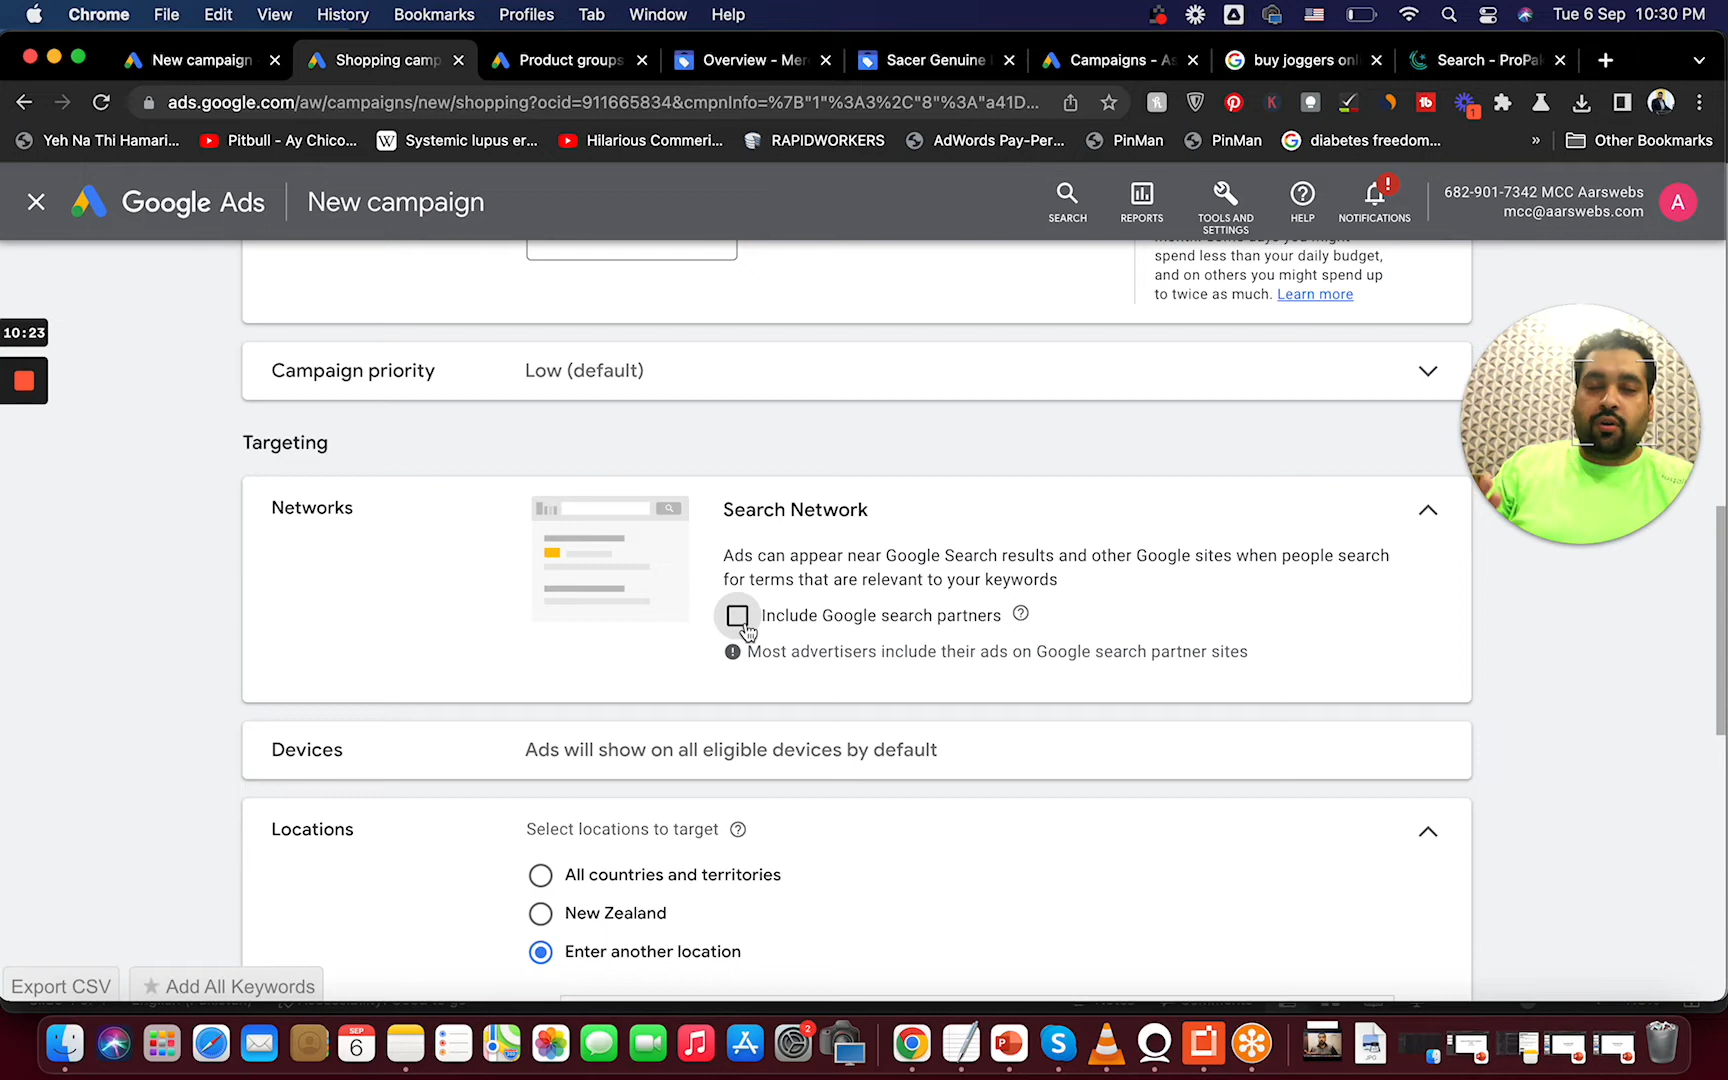 Chrome File Edit View History Bookmarks Profiles Tab Window Help Tue 6 Sep 10:30 PM
New campaign Shopping camp Product groups Overview - Mer Sacer Genuine Campaigns - As buy joggers onl Search - ProPak
ads.google.com/aw/campaigns/new/shopping?ocid=911665834&cmpnInfo=%7B"1"%3A3%2C"8"%3A"a41D...
Yeh Na Thi Hamari... Pitbull - Ay Chico... Systemic lupus er... Hilarious Commeri... RAPIDWORKERS AdWords Pay-Per... PinMan PinMan diabetes freedom... » Other Bookmarks
Google Ads New campaign
SEARCH REPORTS TOOLS AND SETTINGS HELP NOTIFICATIONS
682-901-7342 MCC Aarswebs
mcc@aarswebs.com
A
spend less than your daily budget,
and on others you might spend up
to twice as much. Learn more
10:23
Campaign priority Low (default)
Targeting
Networks Search Network
Ads can appear near Google Search results and other Google sites when people search
for terms that are relevant to your keywords
Include Google search partners
Most advertisers include their ads on Google search partner sites
Devices Ads will show on all eligible devices by default
Locations Select locations to target
All countries and territories
New Zealand
Enter another location
Export CSV Add All Keywords
SEP
6
2